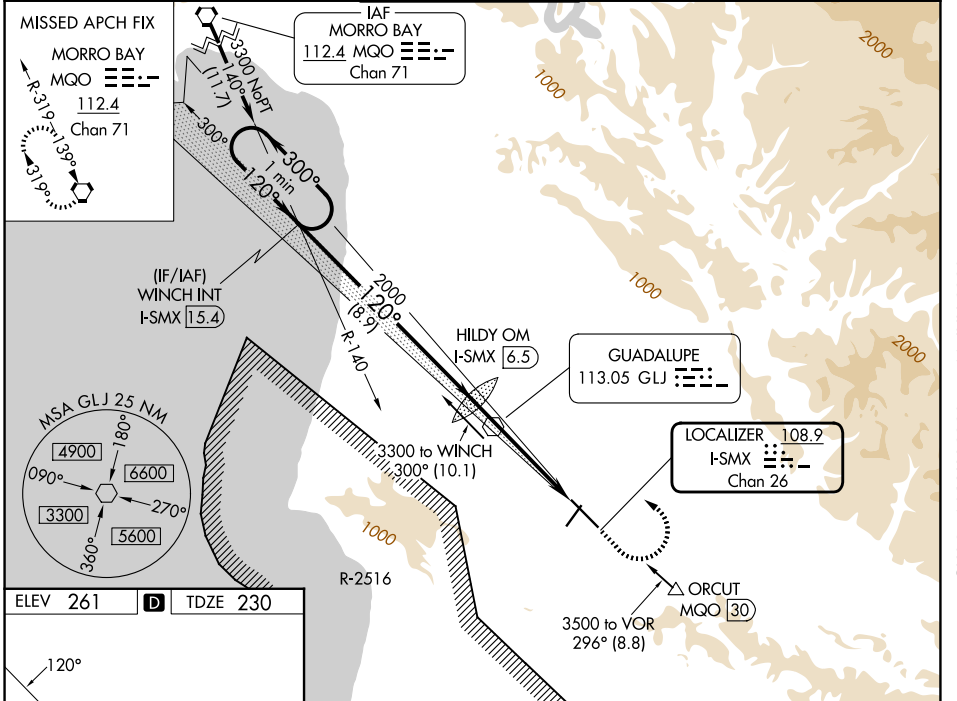 MISSED APCH FIX
MORRO BAY
MQO
112.4
Chan 71
R-319
139°
319°
IAF
MORRO BAY
112.4 MQO
Chan 71
3300 NoPT
140°
(11.7)
300°
300°
1 min
120°
2000
1000
(IF/IAF)
WINCH INT
I-SMX 15.4
2000
120°
(8.9)
R-140
1000
2000
HILDY OM
I-SMX 6.5
GUADALUPE
113.05 GLJ
3300 to WINCH
300° (10.1)
LOCALIZER 108.9
I-SMX
Chan 26
MSA GLJ 25 NM
4900
180°
090°
6600
3300
270°
360°
5600
1000
R-2516
ORCUT
MQO 30
3500 to VOR
296° (8.8)
ELEV 261 D TDZE 230
120°